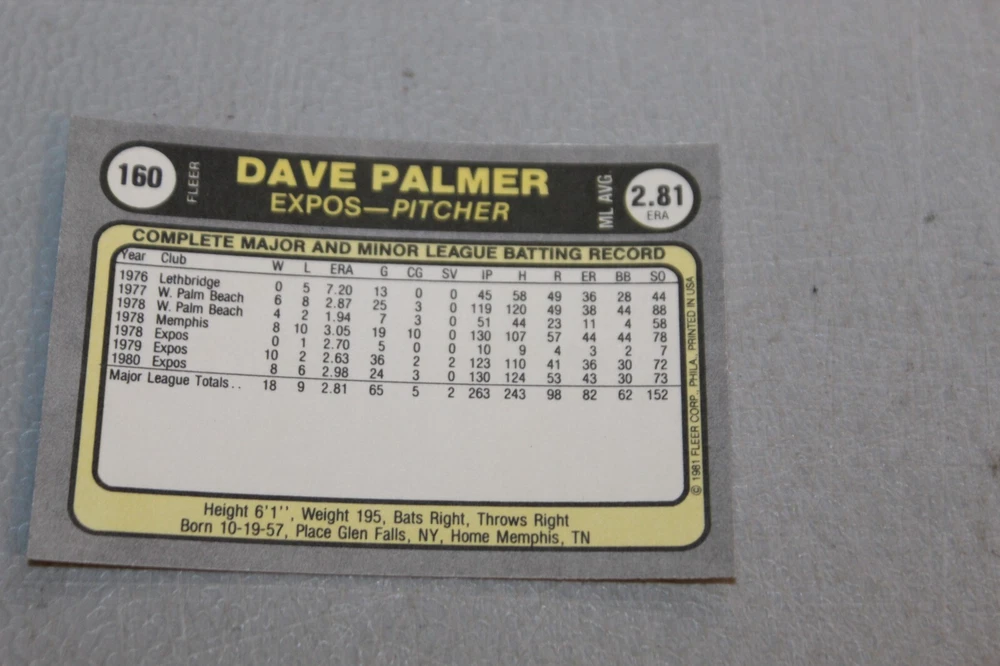 160 FLEER DAVE PALMER ML AVG. 2.81
EXPOS—PITCHER ERA
COMPLETE MAJOR AND MINOR LEAGUE BATTING RECORD
Year Club W L ERA G CG SV IP H R ER BB SO
1976 Lethbridge 0 5 7.20 13 0 0 45 58 49 36 28 44
1977 W. Palm Beach 6 8 2.87 25 3 0 119 120 49 38 44 88
1978 W. Palm Beach 4 2 1.94 7 3 0 51 44 23 11 4 58
1978 Memphis 8 10 3.05 19 10 0 130 107 57 44 44 78
1978 Expos 0 1 2.70 5 0 0 10 9 4 3 2 7
1979 Expos 10 2 2.63 36 2 2 123 110 41 36 30 72
1980 Expos 8 6 2.98 24 3 0 130 124 53 43 30 73
Major League Totals.. 18 9 2.81 65 5 2 263 243 98 82 62 152
© 1981 FLEER CORP., PHILA., PRINTED IN USA
Height 6'1'', Weight 195, Bats Right, Throws Right
Born 10-19-57, Place Glen Falls, NY, Home Memphis, TN